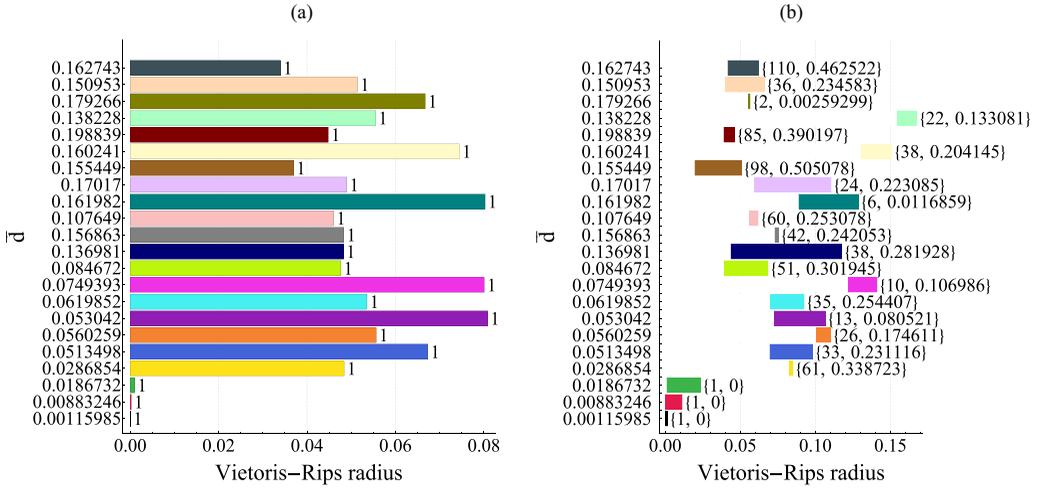 (a)
0.162743 1
0.150953 1
0.179266 1
0.138228 1
0.198839 1
0.160241 1
0.155449 1
0.17017 1
0.161982 1
0.107649 1
0.156863 1
0.136981 1
0.084672 1
0.0749393 1
0.0619852 1
0.053042 1
0.0560259 1
0.0513498 1
0.0286854 1
0.0186732 1
0.00883246 1
0.00115985 1
d̅
0.00 0.02 0.04 0.06 0.08
Vietoris−Rips radius
(b)
0.162743 {110, 0.462522}
0.150953 {36, 0.234583}
0.179266 {2, 0.00259299}
0.138228 {22, 0.133081}
0.198839 {85, 0.390197}
0.160241 {38, 0.204145}
0.155449 {98, 0.505078}
0.17017 {24, 0.223085}
0.161982 {6, 0.0116859}
0.107649 {60, 0.253078}
0.156863 {42, 0.242053}
0.136981 {38, 0.281928}
0.084672 {51, 0.301945}
0.0749393 {10, 0.106986}
0.0619852 {35, 0.254407}
0.053042 {13, 0.080521}
0.0560259 {26, 0.174611}
0.0513498 {33, 0.231116}
0.0286854 {61, 0.338723}
0.0186732 {1, 0}
0.00883246 {1, 0}
0.00115985 {1, 0}
d̅
0.00 0.05 0.10 0.15
Vietoris−Rips radius